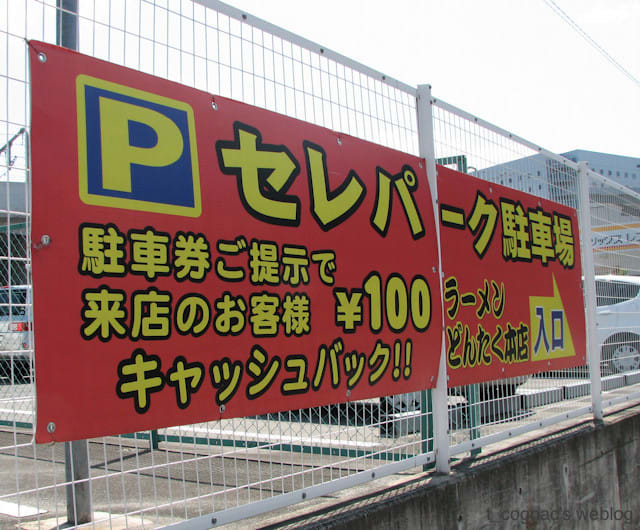 P セレパーク駐車場
駐車券ご提示で
来店のお客様 ¥100
キャッシュバック!!
ラーメン
どんたく本店
入口
t_cognac's weblog